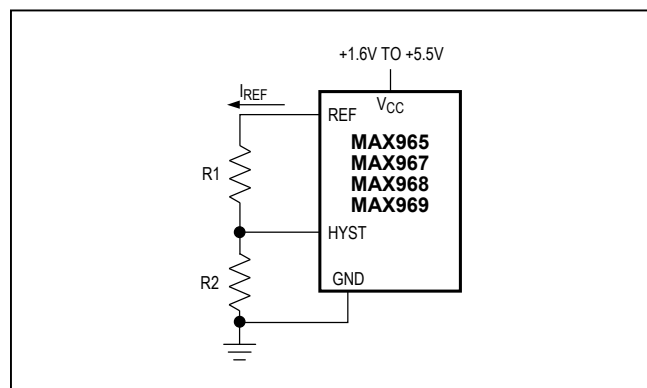 +1.6V TO +5.5V
IREF
VCC
REF
MAX965
MAX967
MAX968
MAX969
R1
HYST
R2
GND